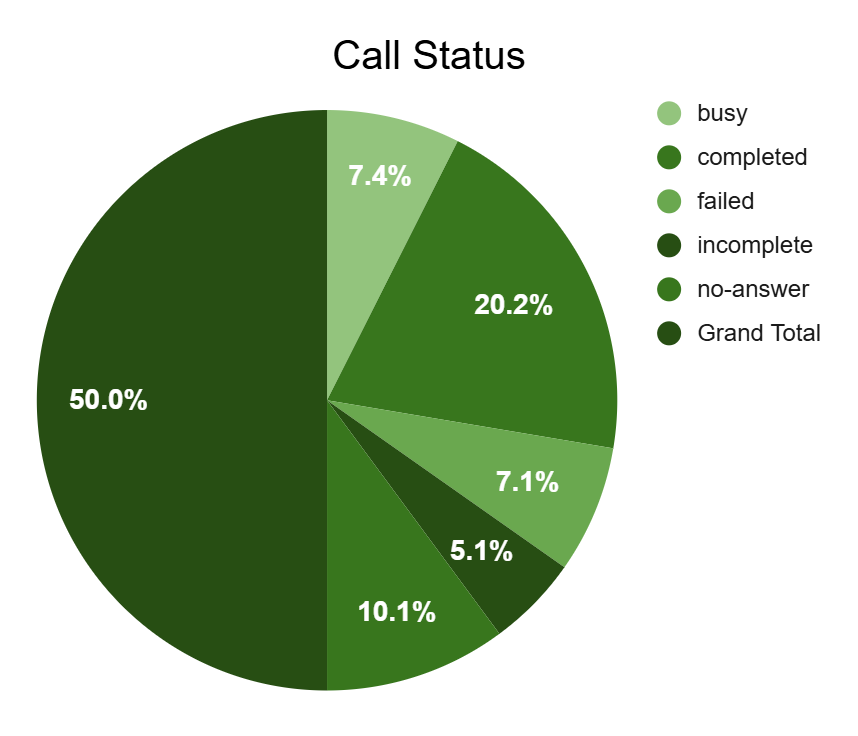 Call Status
busy
completed
failed
incomplete
no-answer
Grand Total
7.4%
20.2%
7.1%
5.1%
10.1%
50.0%